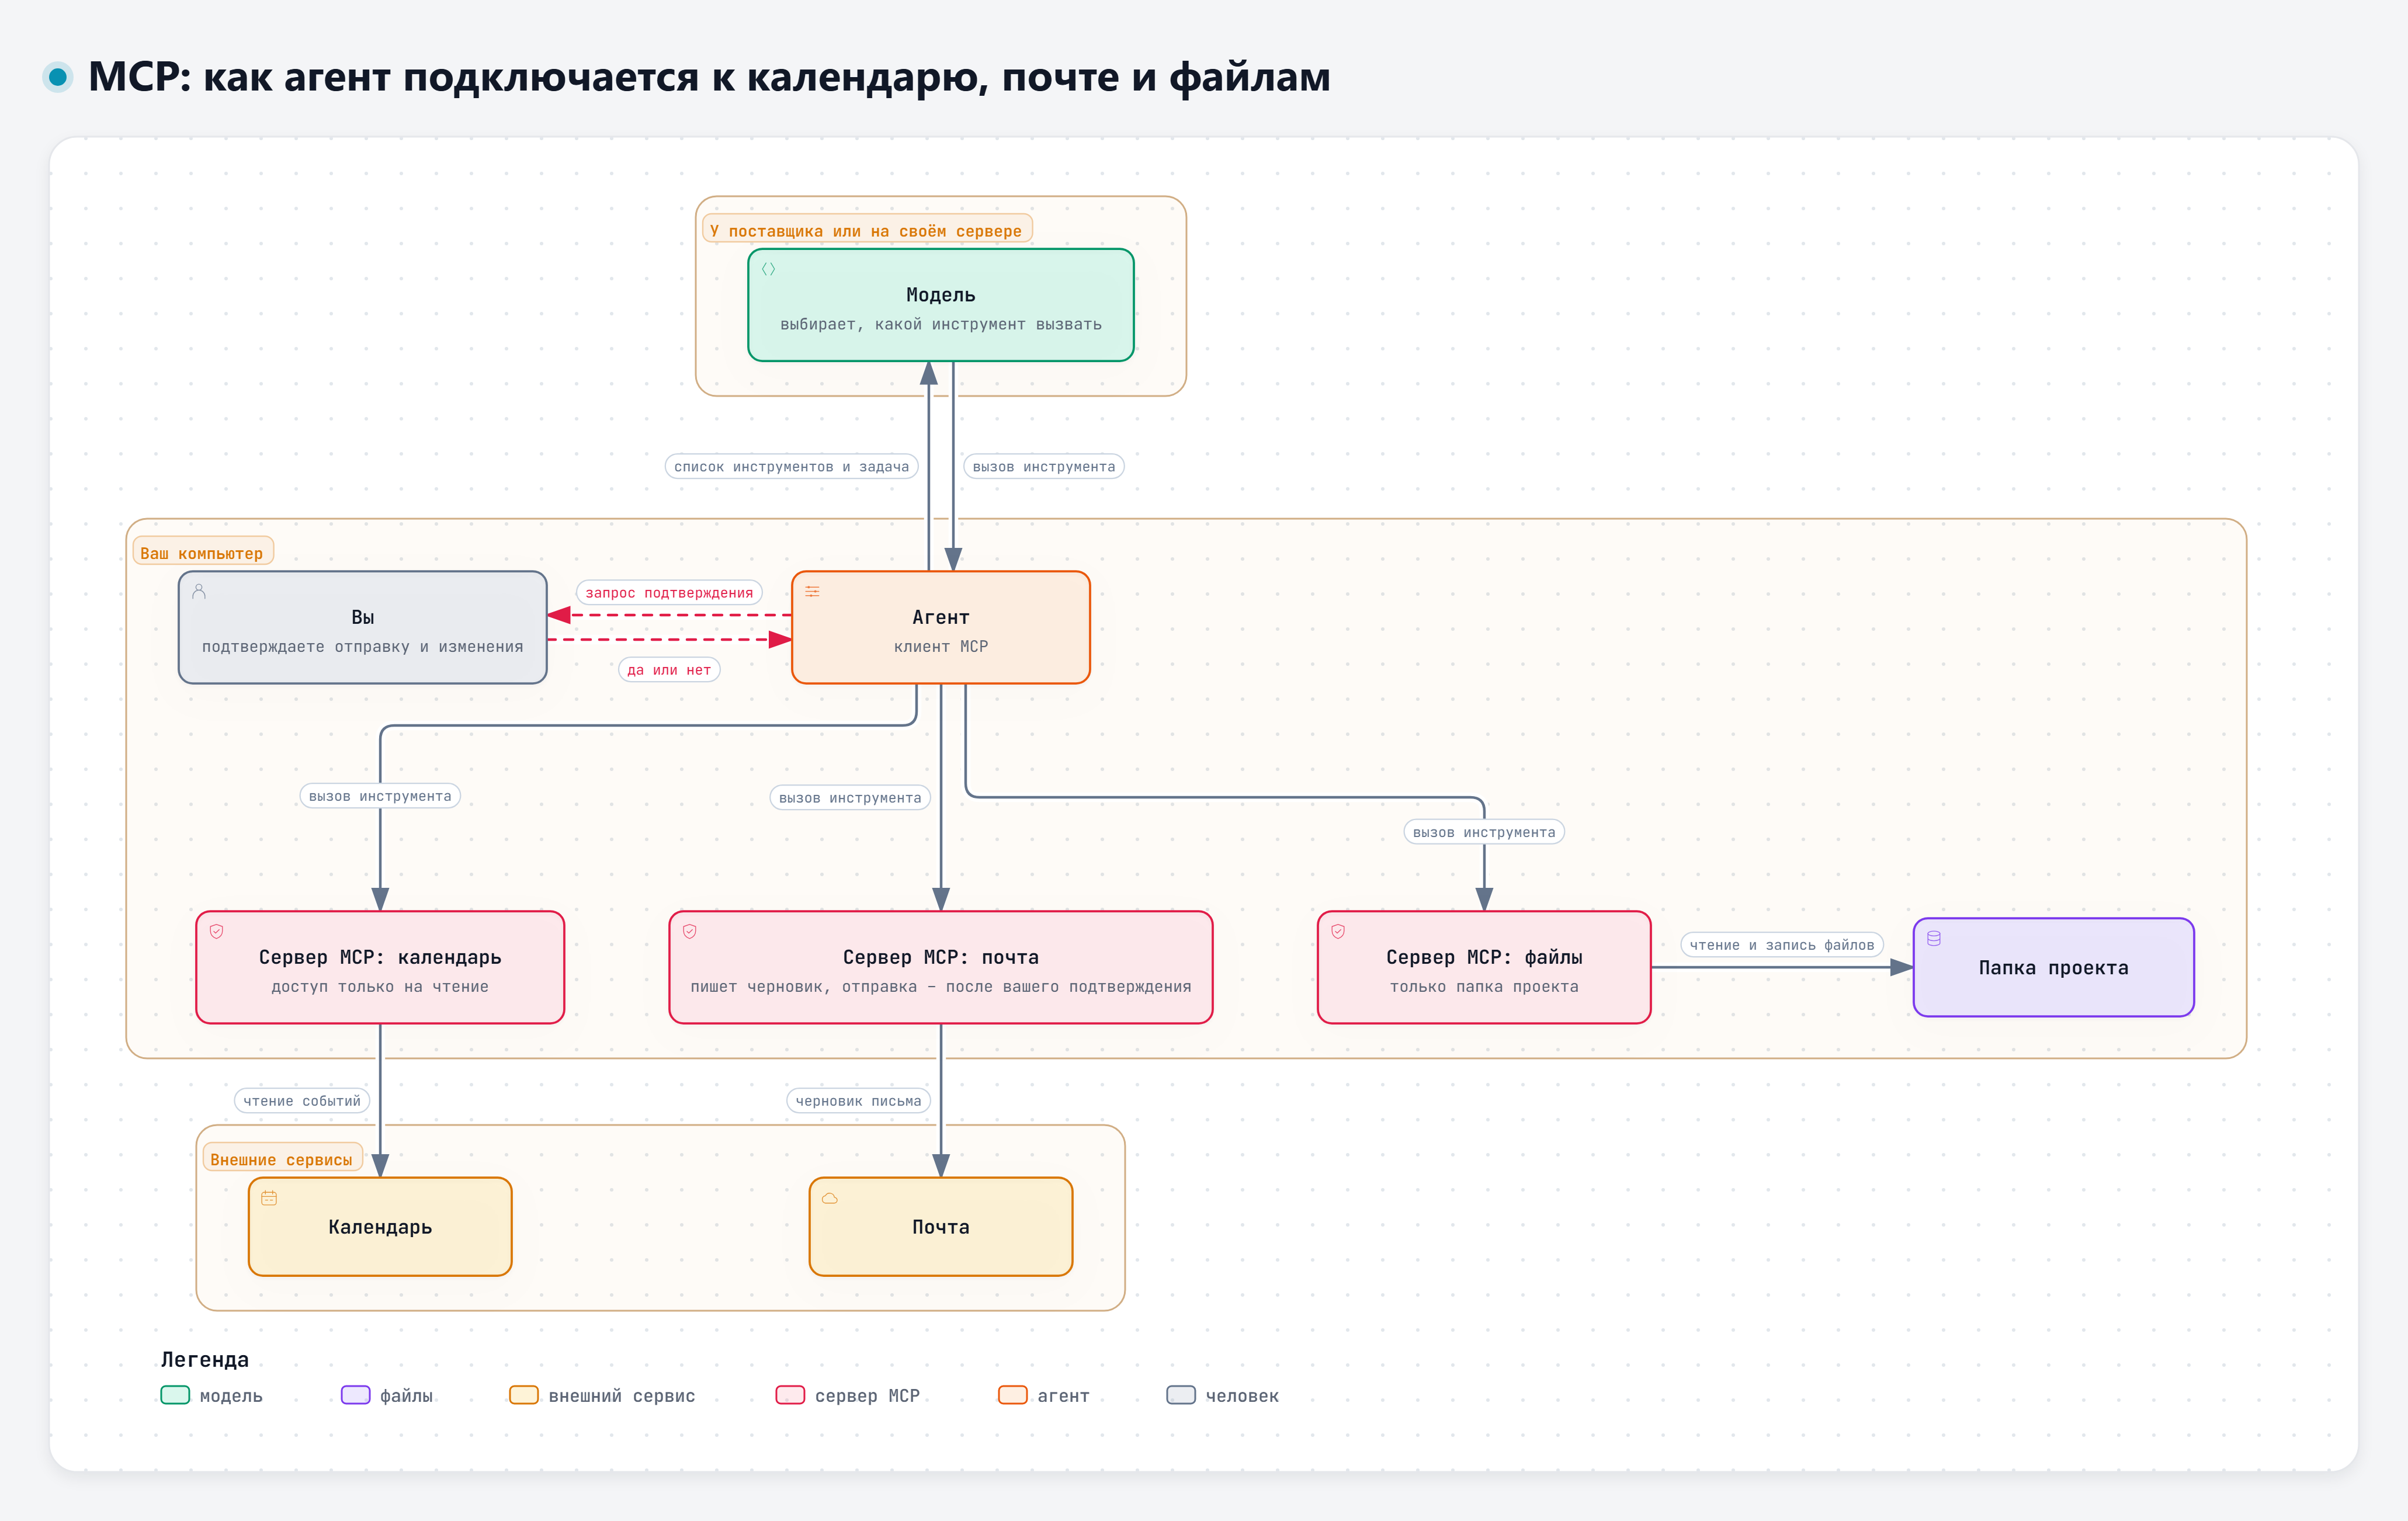 МСР: как агент подключается к календарю, почте и файлам
У поставщика или на своём сервере
Модель
выбирает, какой инструмент вызвать
список инструментов и задача
вызов инструмента
Ваш компьютер
Вы
подтверждаете отправку и изменения
запрос подтверждения
да или нет
Агент
клиент MCP
вызов инструмента
вызов инструмента
вызов инструмента
Сервер MCP: календарь
доступ только на чтение
Сервер MCP: почта
пишет черновик, отправка – после вашего подтверждения
Сервер MCP: файлы
только папка проекта
чтение и запись файлов
Папка проекта
чтение событий
черновик письма
Внешние сервисы
Календарь
Почта
Легенда
модель
файлы
внешний сервис
сервер MCP
агент
человек